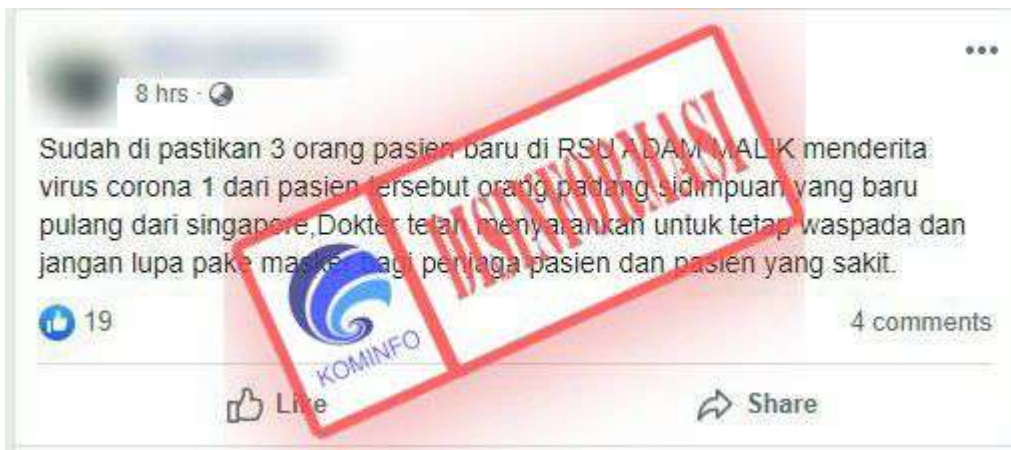 8 hrs ·
Sudah di pastikan 3 orang pasien baru di RSU ADAM MALIK menderita
virus corona 1 dari pasien tersebut orang padang sidimpuan yang baru
pulang dari singapore,Dokter telah menyarankan untuk tetap waspada dan
jangan lupa pake masker bagi penjaga pasien dan pasien yang sakit.
DISINFORMASI
KOMINFO
19
4 comments
Like
Share